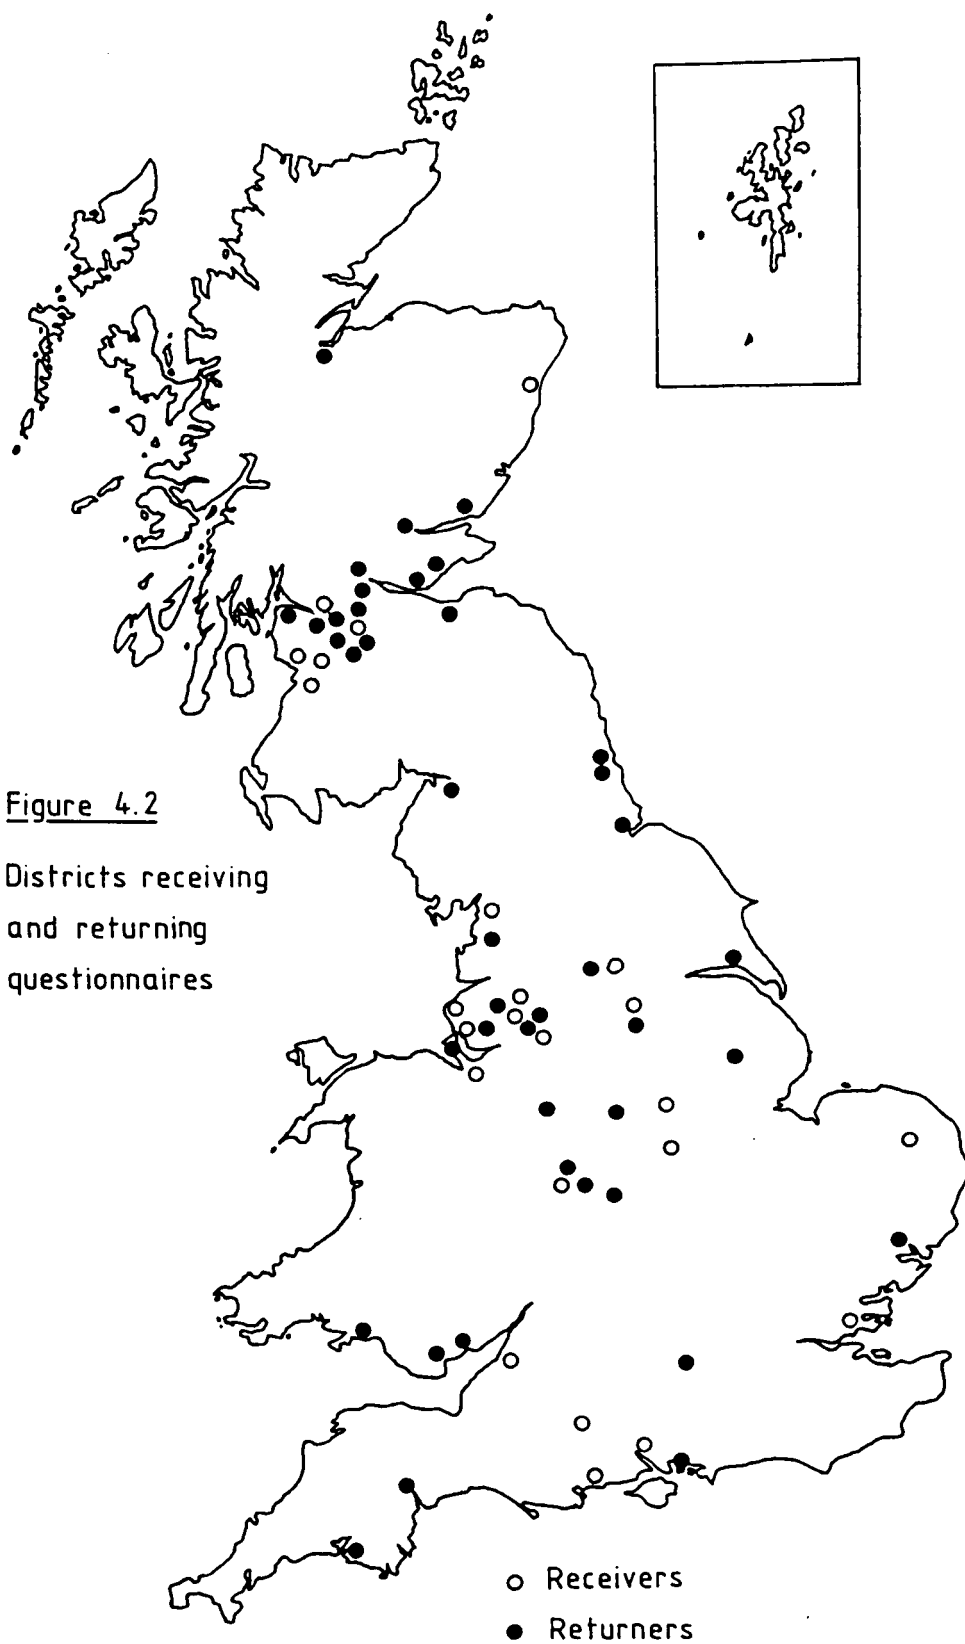 Figure 4.2
Districts receiving
and returning
questionnaires
Receivers
Returners